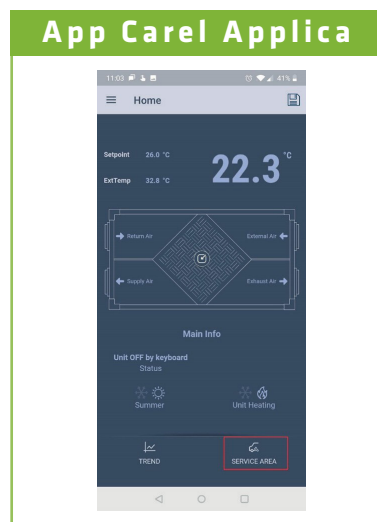 App Carel Applica
11:03 41%
Home
Setpoint 26.0 °C
22.3 °C
ExtTemp 32.8 °C
Return Air External Air
Supply Air Exhaust Air
Main Info
Unit OFF by keyboard
Status
Summer Unit Heating
TREND SERVICE AREA